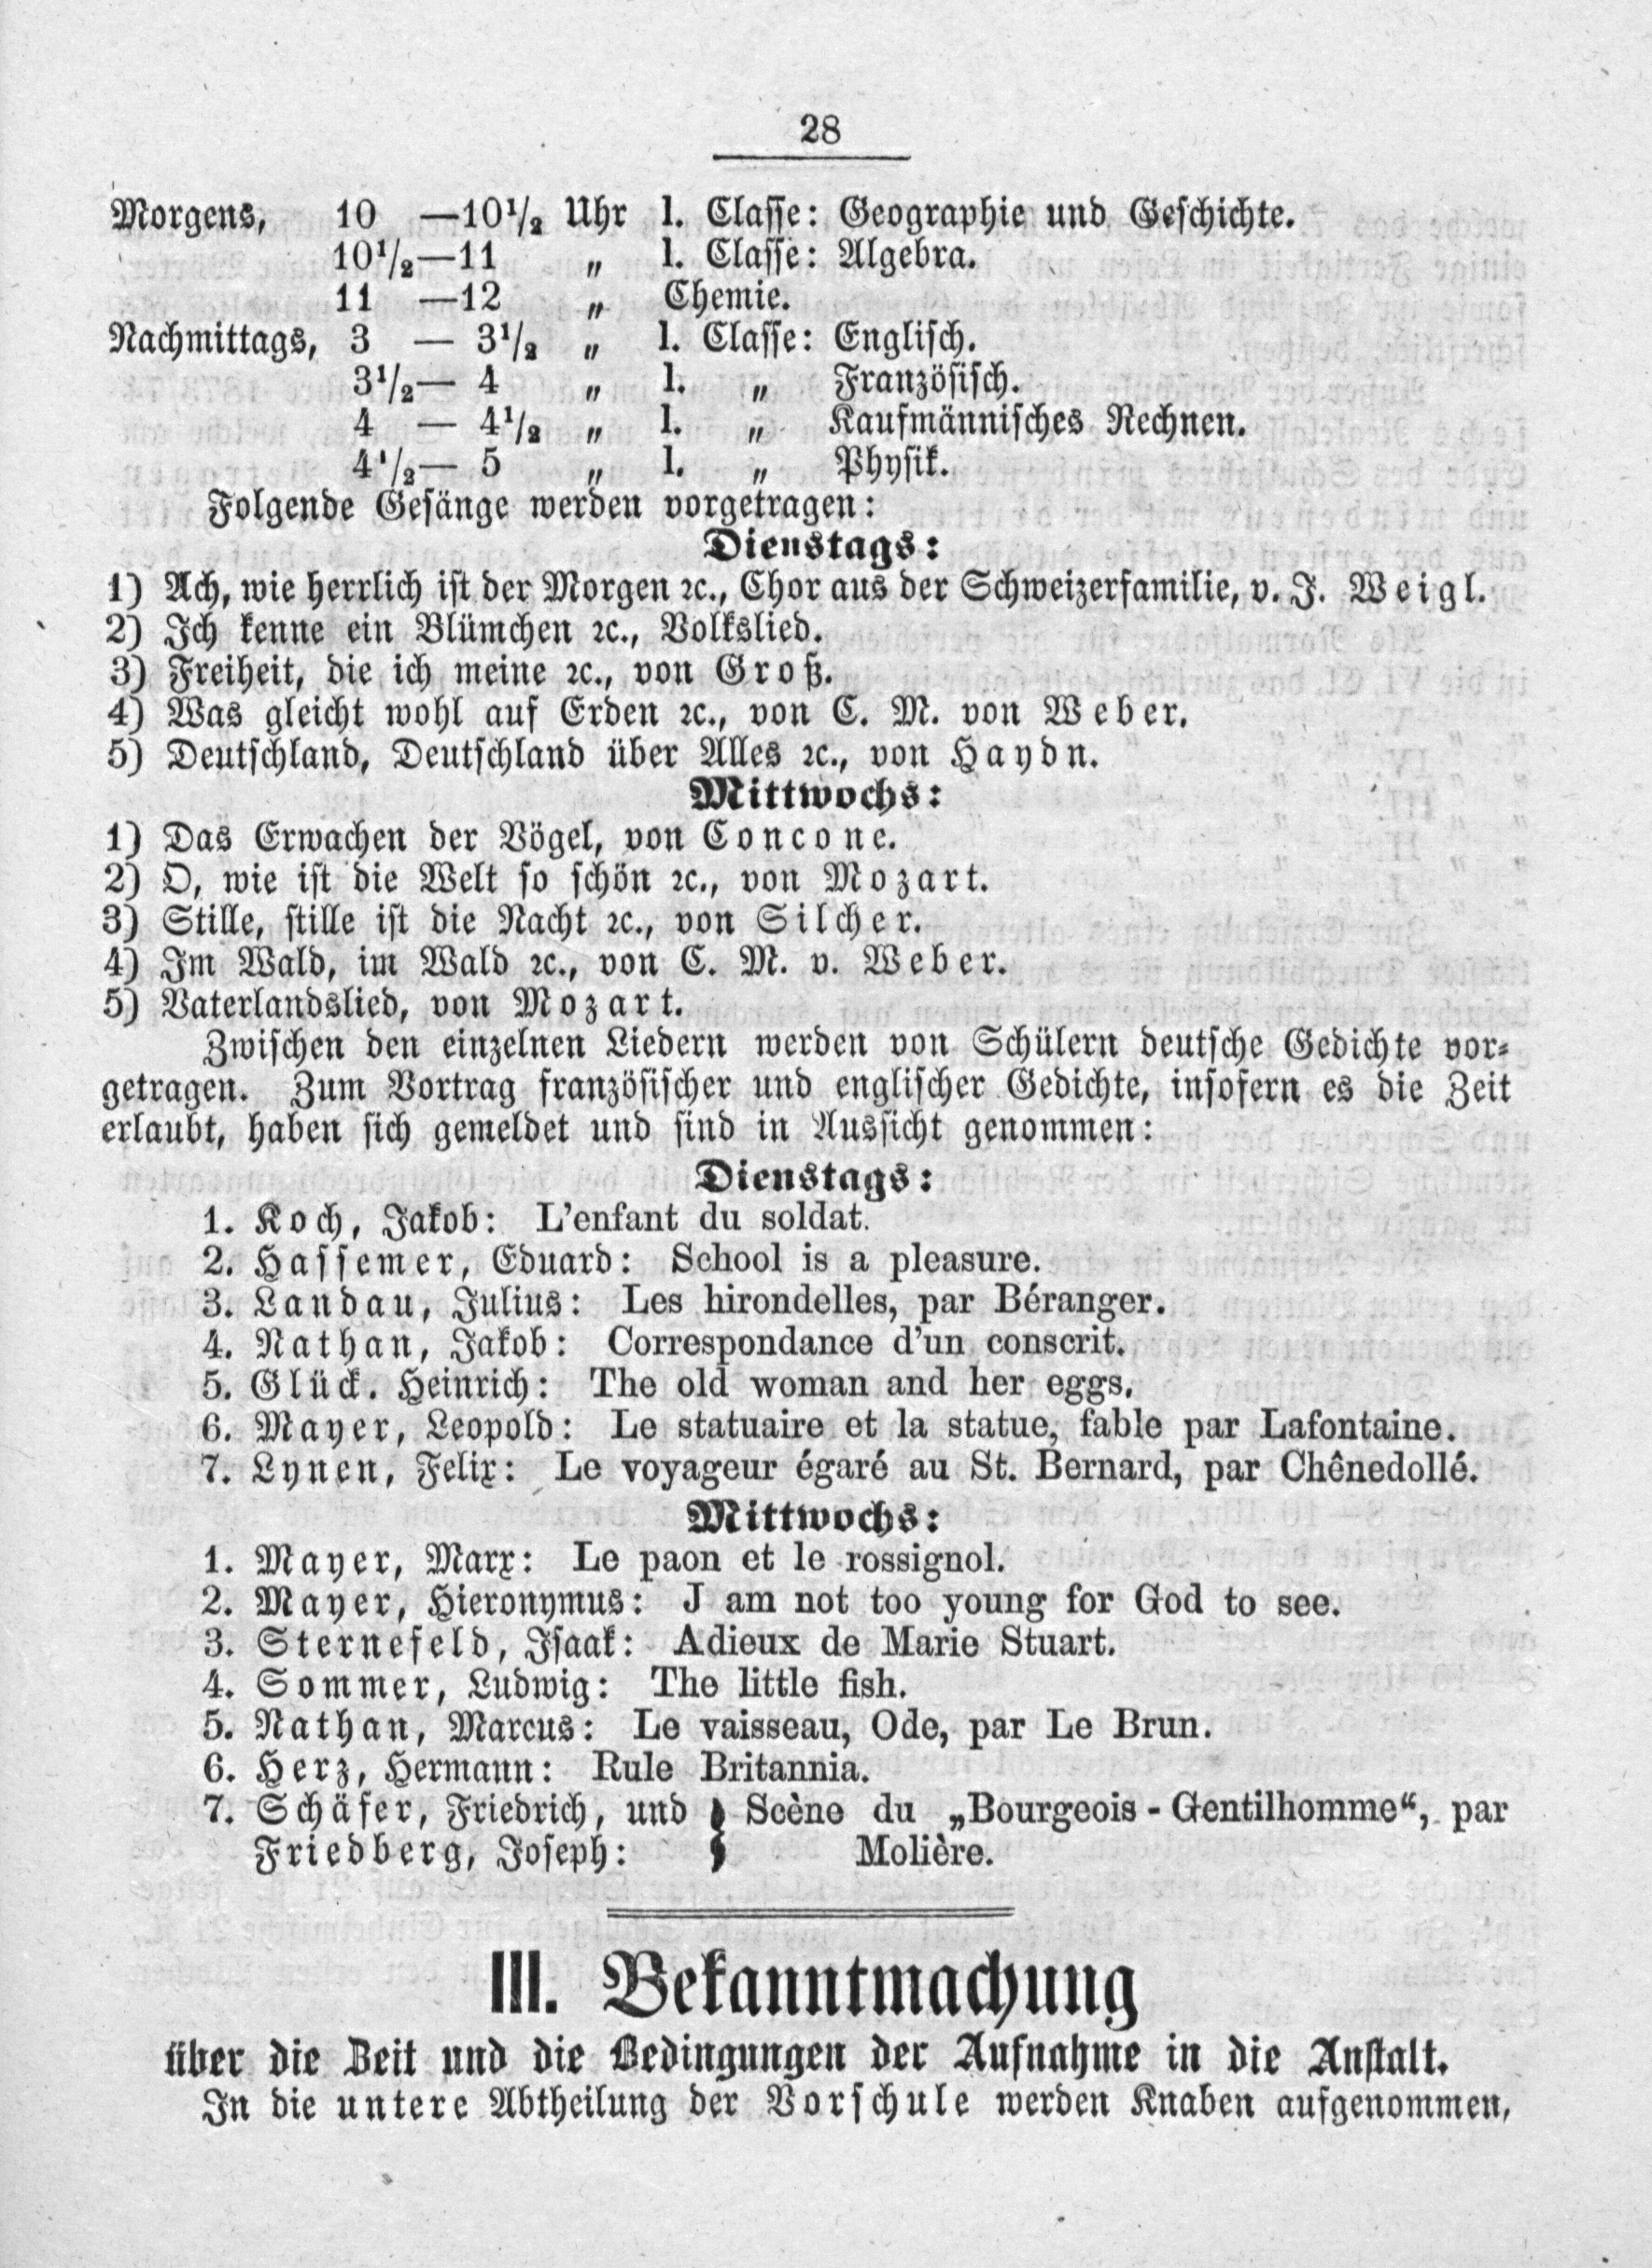 28
Morgens, 10 —10½ Uhr 1. Classe: Geographie und Geschichte.
10½—11 „ 1. Classe: Algebra.
11 —12 „ Chemie.
Nachmittags, 3 — 3½ „ 1. Classe: Englisch.
3½— 4 „ 1. „ Französisch.
4 — 4½ „ 1. „ Kaufmännisches Rechnen.
4½— 5 „ 1. „ Physik.
Folgende Gesänge werden vorgetragen:
Dienstags:
1) Ach, wie herrlich ist der Morgen ꝛc., Chor aus der Schweizerfamilie, v. J. Weigl.
2) Ich kenne ein Blümchen ꝛc., Volkslied.
3) Freiheit, die ich meine ꝛc., von Groß.
4) Was gleicht wohl auf Erden ꝛc., von C. M. von Weber.
5) Deutschland, Deutschland über Alles ꝛc., von Haydn.
Mittwochs:
1) Das Erwachen der Vögel, von Concone.
2) O, wie ist die Welt so schön ꝛc., von Mozart.
3) Stille, stille ist die Nacht ꝛc., von Silcher.
4) Im Wald, im Wald ꝛc., von C. M. v. Weber.
5) Vaterlandslied, von Mozart.
Zwischen den einzelnen Liedern werden von Schülern deutsche Gedichte vor-
getragen. Zum Vortrag französischer und englischer Gedichte, insofern es die Zeit
erlaubt, haben sich gemeldet und sind in Aussicht genommen:
Dienstags:
1. Koch, Jakob: L'enfant du soldat.
2. Hassemer, Eduard: School is a pleasure.
3. Landau, Julius: Les hirondelles, par Béranger.
4. Nathan, Jakob: Correspondance d'un conscrit.
5. Glück. Heinrich: The old woman and her eggs.
6. Mayer, Leopold: Le statuaire et la statue, fable par Lafontaine.
7. Lynen, Felix: Le voyageur égaré au St. Bernard, par Chênedollé.
Mittwochs:
1. Mayer, Marx: Le paon et le rossignol.
2. Mayer, Hieronymus: J am not too young for God to see.
3. Sternefeld, Isaak: Adieux de Marie Stuart.
4. Sommer, Ludwig: The little fish.
5. Nathan, Marcus: Le vaisseau, Ode, par Le Brun.
6. Herz, Hermann: Rule Britannia.
7. Schäfer, Friedrich, und } Scène du „Bourgeois-Gentilhomme“, par
Friedberg, Joseph: Molière.
III. Bekanntmachung
über die Zeit und die Bedingungen der Aufnahme in die Anstalt.
In die untere Abtheilung der Vorschule werden Knaben aufgenommen,